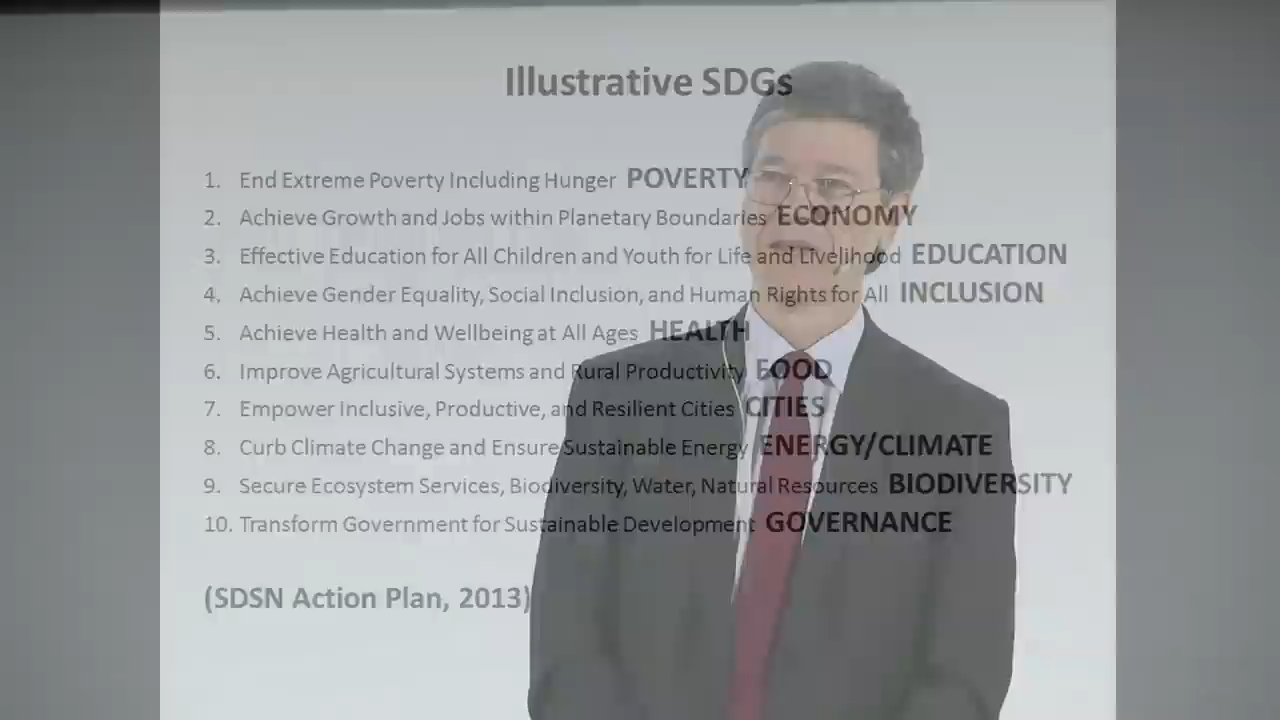 Illustrative SDGs
1. End Extreme Poverty Including Hunger POVERTY
2. Achieve Growth and Jobs within Planetary Boundaries ECONOMY
3. Effective Education for All Children and Youth for Life and Livelihood EDUCATION
4. Achieve Gender Equality, Social Inclusion, and Human Rights for All INCLUSION
5. Achieve Health and Wellbeing at All Ages HEALTH
6. Improve Agricultural Systems and Rural Productivity FOOD
7. Empower Inclusive, Productive, and Resilient Cities CITIES
8. Curb Climate Change and Ensure Sustainable Energy ENERGY/CLIMATE
9. Secure Ecosystem Services, Biodiversity, Water, Natural Resources BIODIVERSITY
10. Transform Government for Sustainable Development GOVERNANCE
(SDSN Action Plan, 2013)